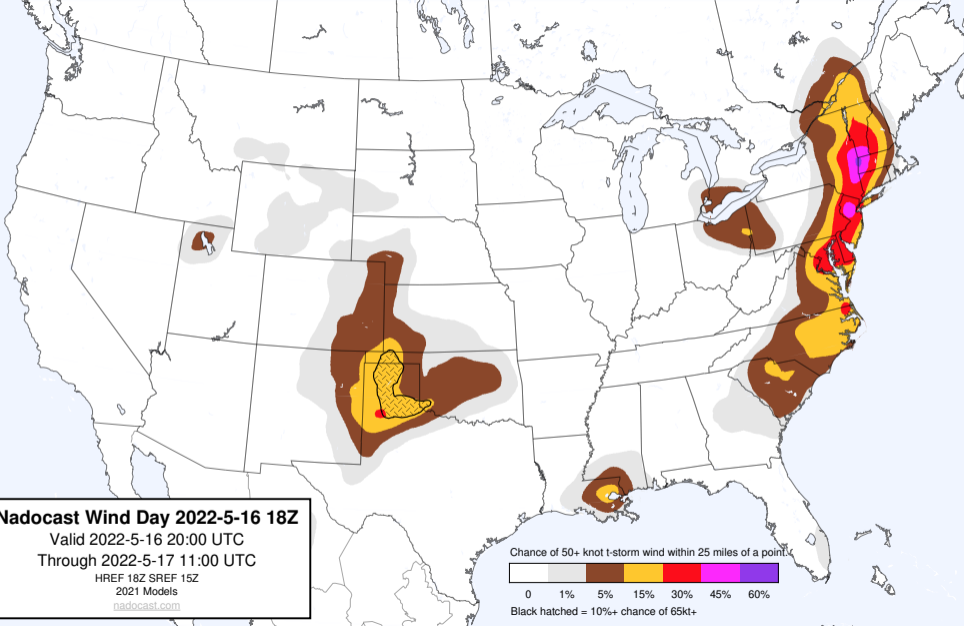 Nadocast Wind Day 2022-5-16 18Z
Valid 2022-5-16 20:00 UTC
Through 2022-5-17 11:00 UTC
HREF 18Z SREF 15Z
2021 Models
nadocast.com
Chance of 50+ knot t-storm wind within 25 miles of a point.
0 1% 5% 15% 30% 45% 60%
Black hatched = 10%+ chance of 65kt+